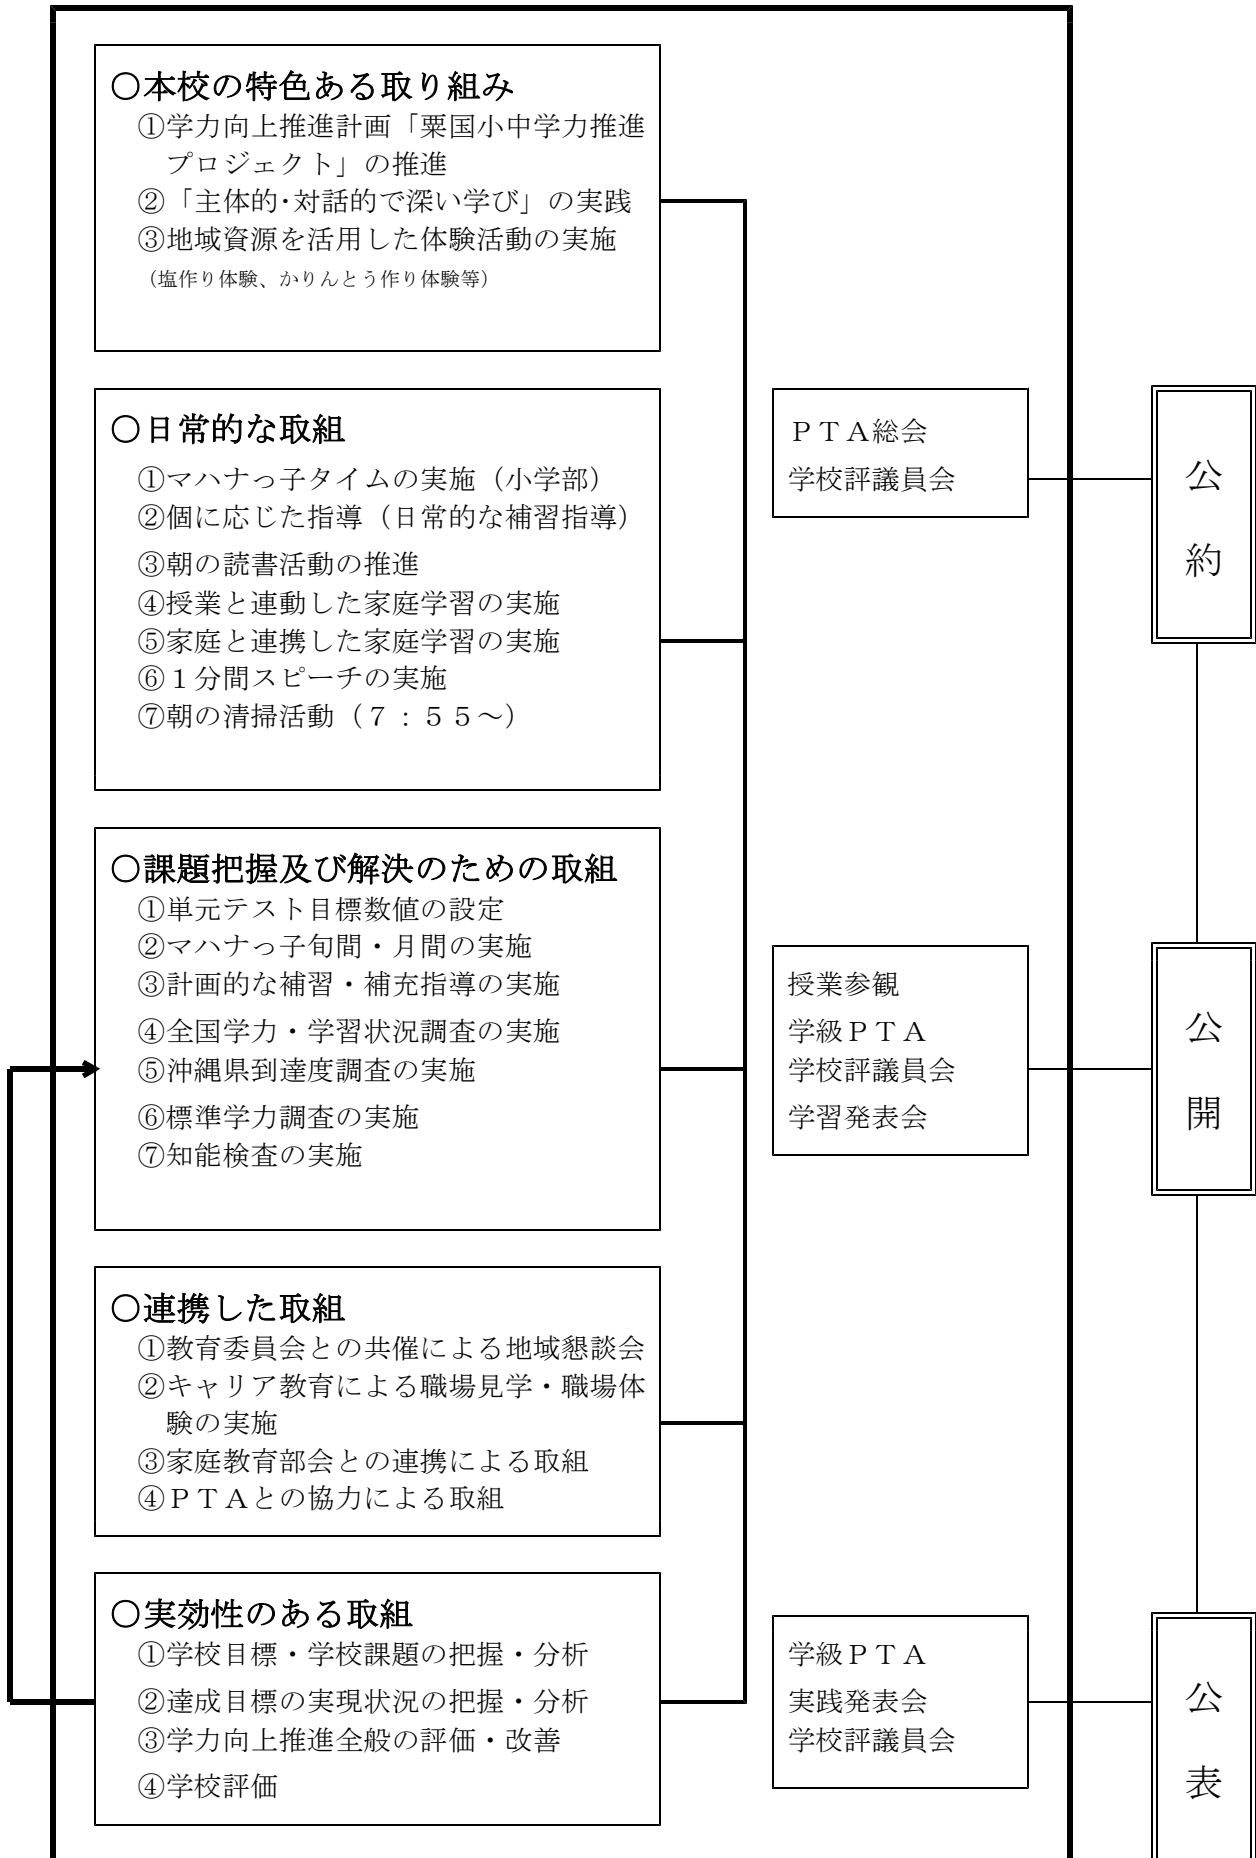 〇本校の特色ある取り組み
①学力向上推進計画「粟国小中学力推進
プロジェクト」の推進
②「主体的･対話的で深い学び」の実践
③地域資源を活用した体験活動の実施
（塩作り体験、かりんとう作り体験等）
〇日常的な取組
①マハナっ子タイムの実施（小学部）
②個に応じた指導（日常的な補習指導）
③朝の読書活動の推進
④授業と連動した家庭学習の実施
⑤家庭と連携した家庭学習の実施
⑥１分間スピーチの実施
⑦朝の清掃活動（７：５５～）
ＰＴＡ総会
学校評議員会
公
約
〇課題把握及び解決のための取組
①単元テスト目標数値の設定
②マハナっ子旬間・月間の実施
③計画的な補習・補充指導の実施
④全国学力・学習状況調査の実施
⑤沖縄県到達度調査の実施
⑥標準学力調査の実施
⑦知能検査の実施
授業参観
学級ＰＴＡ
学校評議員会
学習発表会
公
開
〇連携した取組
①教育委員会との共催による地域懇談会
②キャリア教育による職場見学・職場体
験の実施
③家庭教育部会との連携による取組
④ＰＴＡとの協力による取組
〇実効性のある取組
①学校目標・学校課題の把握・分析
②達成目標の実現状況の把握・分析
③学力向上推進全般の評価・改善
④学校評価
学級ＰＴＡ
実践発表会
学校評議員会
公
表